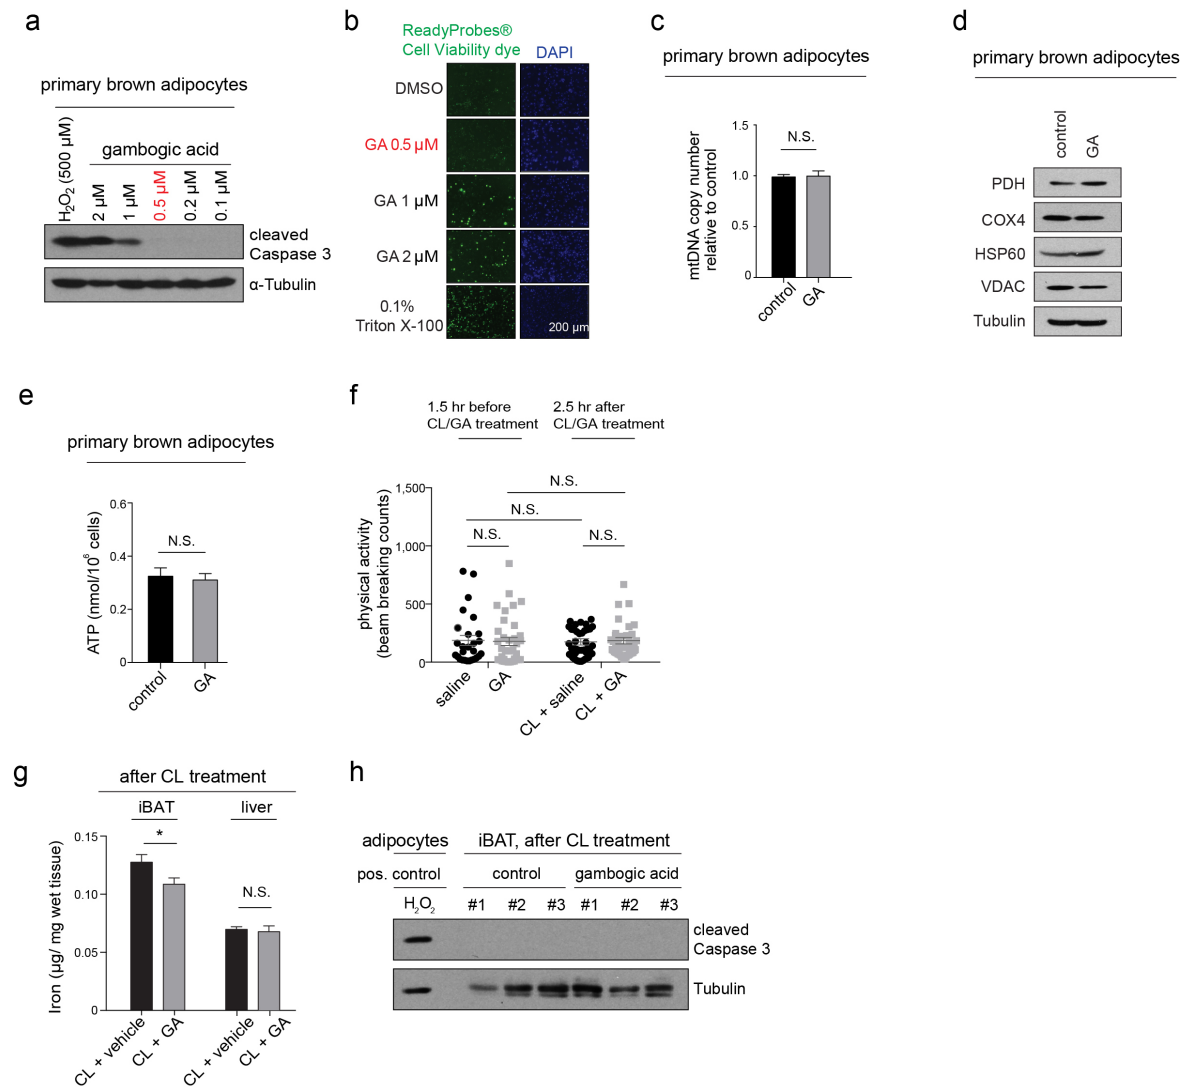 a
primary brown adipocytes
H2O2 (500 µM)
gambogic acid
2 µM
1 µM
0.5 µM
0.2 µM
0.1 µM
cleaved
Caspase 3
α-Tubulin
b
ReadyProbes®
Cell Viability dye
DAPI
DMSO
GA 0.5 µM
GA 1 µM
GA 2 µM
0.1%
Triton X-100
200 µm
c
primary brown adipocytes
mtDNA copy number
relative to control
1.5
1.0
0.5
0
N.S.
control
GA
d
primary brown adipocytes
control
GA
PDH
COX4
HSP60
VDAC
Tubulin
e
primary brown adipocytes
ATP (nmol/10⁶ cells)
0.6
0.4
0.2
0
N.S.
control
GA
f
1.5 hr before
CL/GA treatment
2.5 hr after
CL/GA treatment
physical activity
(beam breaking counts)
1,500
1,000
500
0
N.S.
N.S.
N.S.
N.S.
saline
GA
CL + saline
CL + GA
g
after CL treatment
iBAT
liver
Iron (µg/ mg wet tissue)
0.15
0.10
0.05
0
*
N.S.
CL + vehicle
CL + GA
CL + vehicle
CL + GA
h
adipocytes
iBAT, after CL treatment
pos. control
control
gambogic acid
H2O2
#1
#2
#3
#1
#2
#3
cleaved
Caspase 3
Tubulin